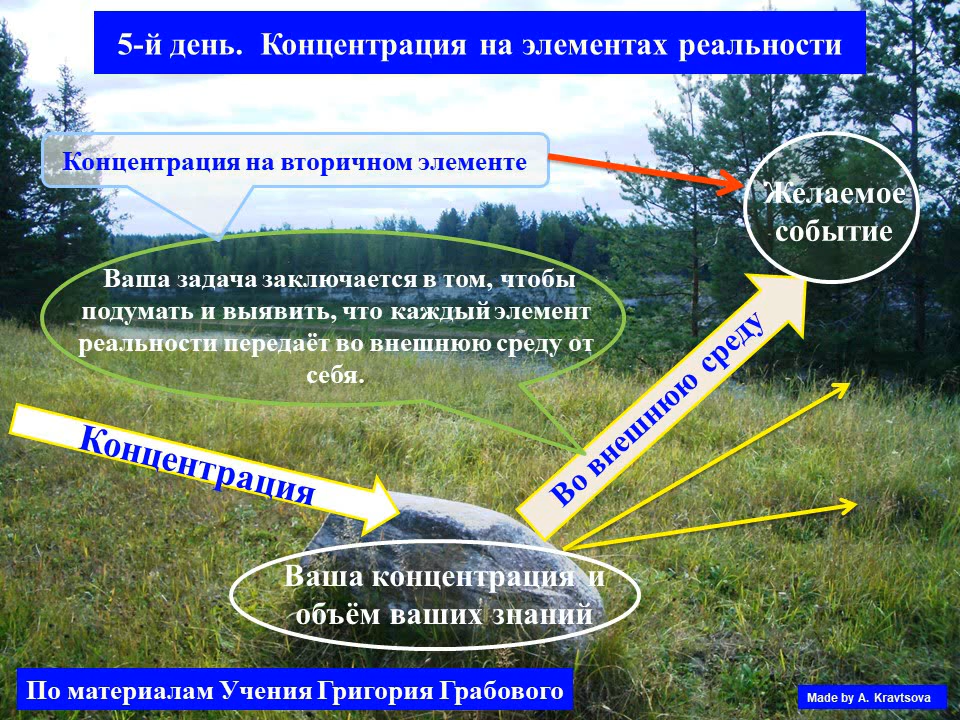 5-й день.  Концентрация на элементах реальности
Концентрация на вторичном элементе
Желаемое
событие
Ваша задача заключается в том, чтобы
подумать и выявить, что каждый элемент
реальности передаёт во внешнюю среду от
себя.
Во внешнюю среду
Концентрация
Ваша концентрация и
объём ваших знаний
По материалам Учения Григория Грабового
Made by A. Kravtsova